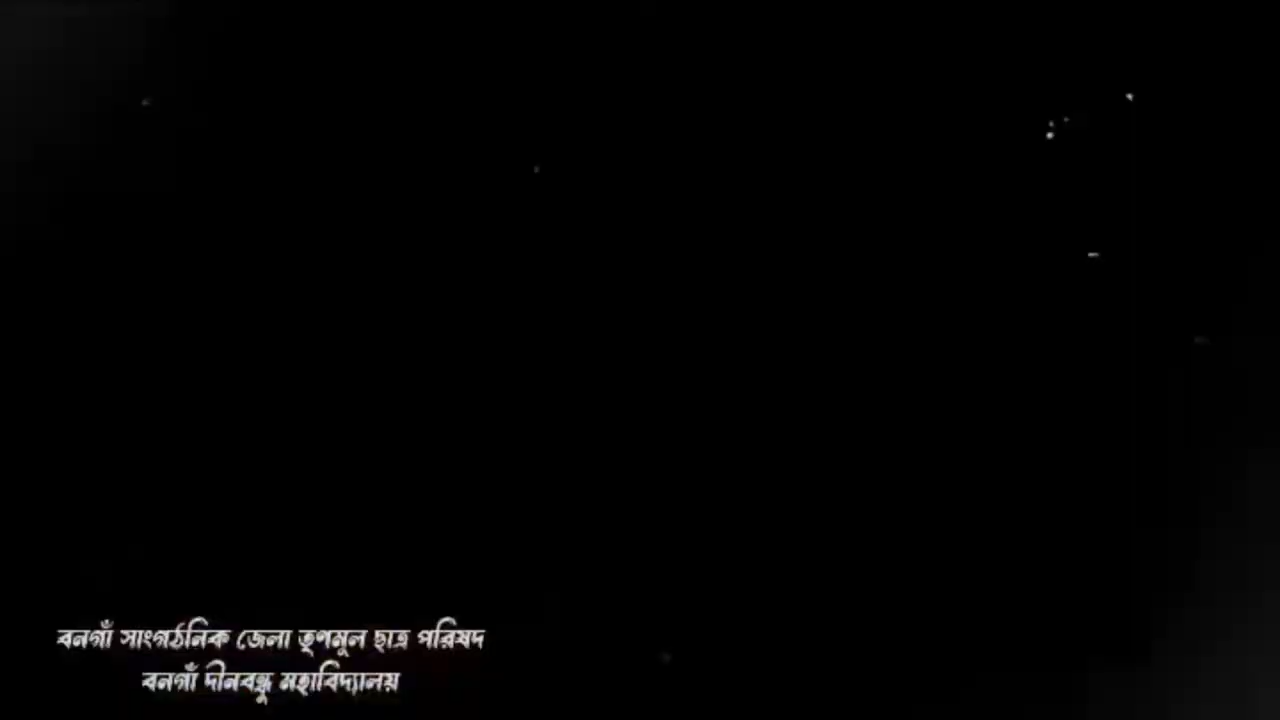 বনগাঁ সাংগঠনিক জেলা তৃণমুল ছাত্র পরিষদ
বনগাঁ দীনবন্ধু মহাবিদ্যালয়